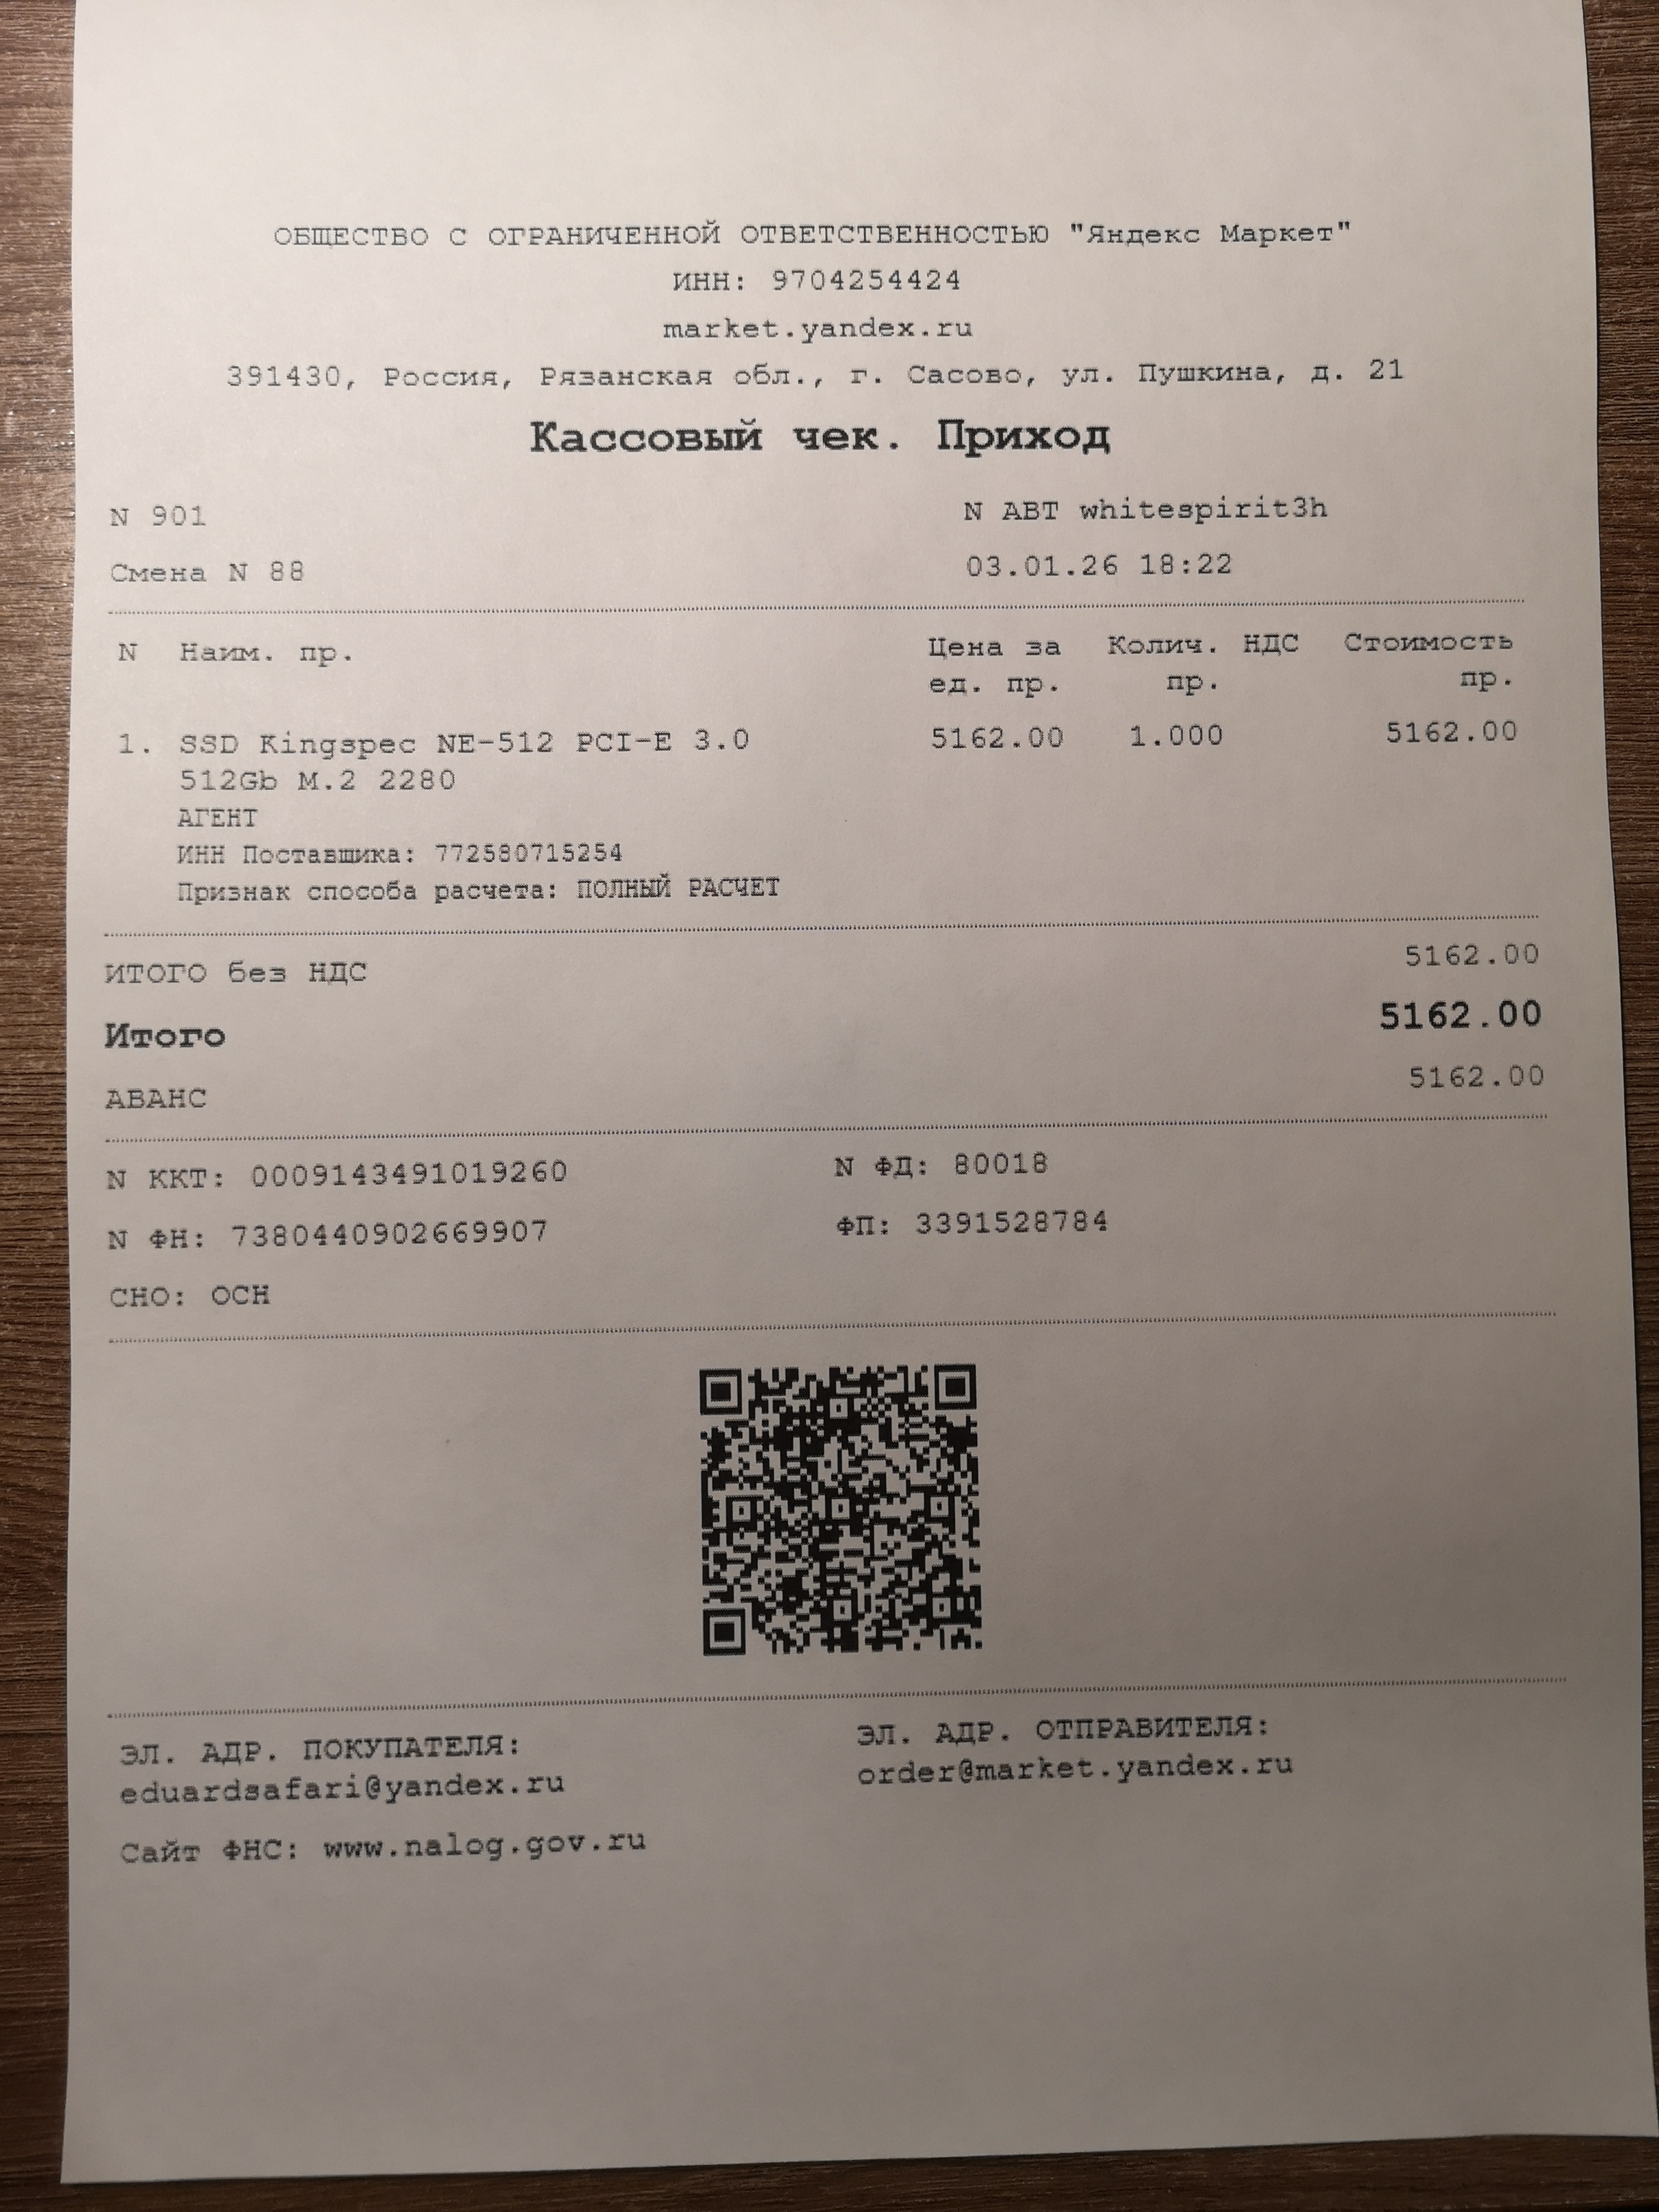 ОБЩЕСТВО С ОГРАНИЧЕННОЙ ОТВЕТСТВЕННОСТЬЮ "Яндекс Маркет"
ИНН: 9704254424
market.yandex.ru
391430, Россия, Рязанская обл., г. Сасово, ул. Пушкина, д. 21
Кассовый чек. Приход
N 901 N АВТ whitespirit3h
Смена N 88 03.01.26 18:22
N Наим. пр. Цена за ед. пр. Колич. пр. НДС Стоимость пр.
1. SSD Kingspec NE-512 PCI-E 3.0 5162.00 1.000 5162.00
512Gb M.2 2280
АГЕНТ
ИНН Поставщика: 772580715254
Признак способа расчета: ПОЛНЫЙ РАСЧЕТ
ИТОГО без НДС 5162.00
Итого 5162.00
АВАНС 5162.00
N ККТ: 0009143491019260 N ФД: 80018
N ФН: 7380440902669907 ФП: 3391528784
СНО: ОСН
ЭЛ. АДР. ПОКУПАТЕЛЯ: ЭЛ. АДР. ОТПРАВИТЕЛЯ:
eduardsafari@yandex.ru order@market.yandex.ru
Сайт ФНС: www.nalog.gov.ru